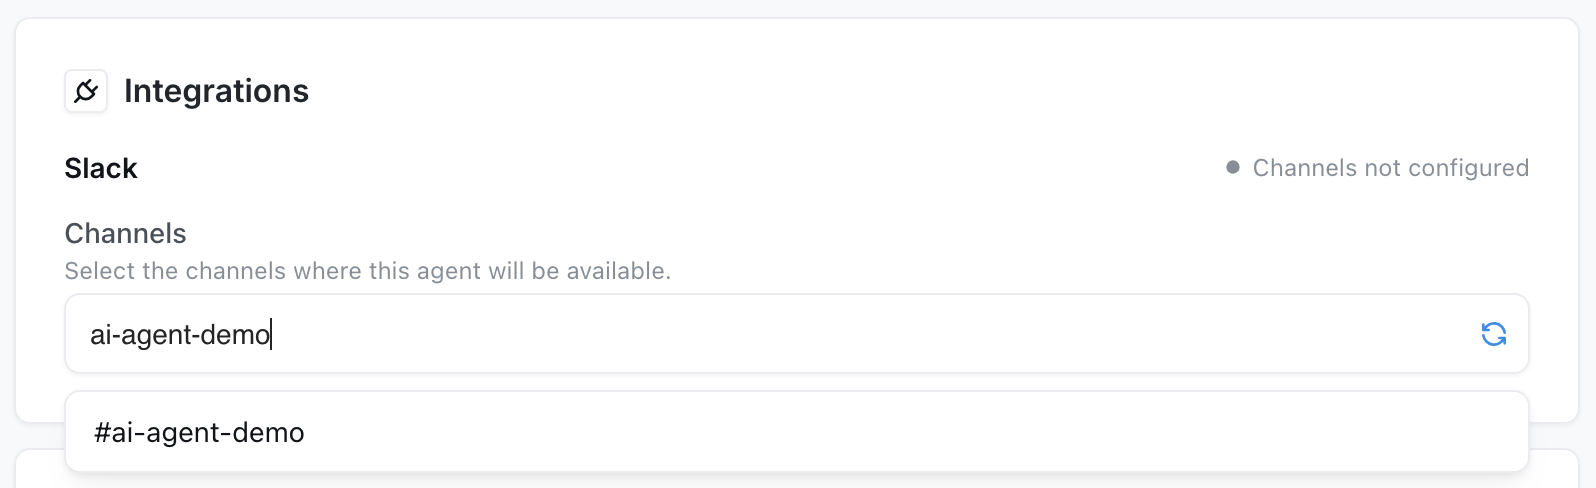 Integrations
Slack
Channels not configured
Channels
Select the channels where this agent will be available.
ai-agent-demo
#ai-agent-demo